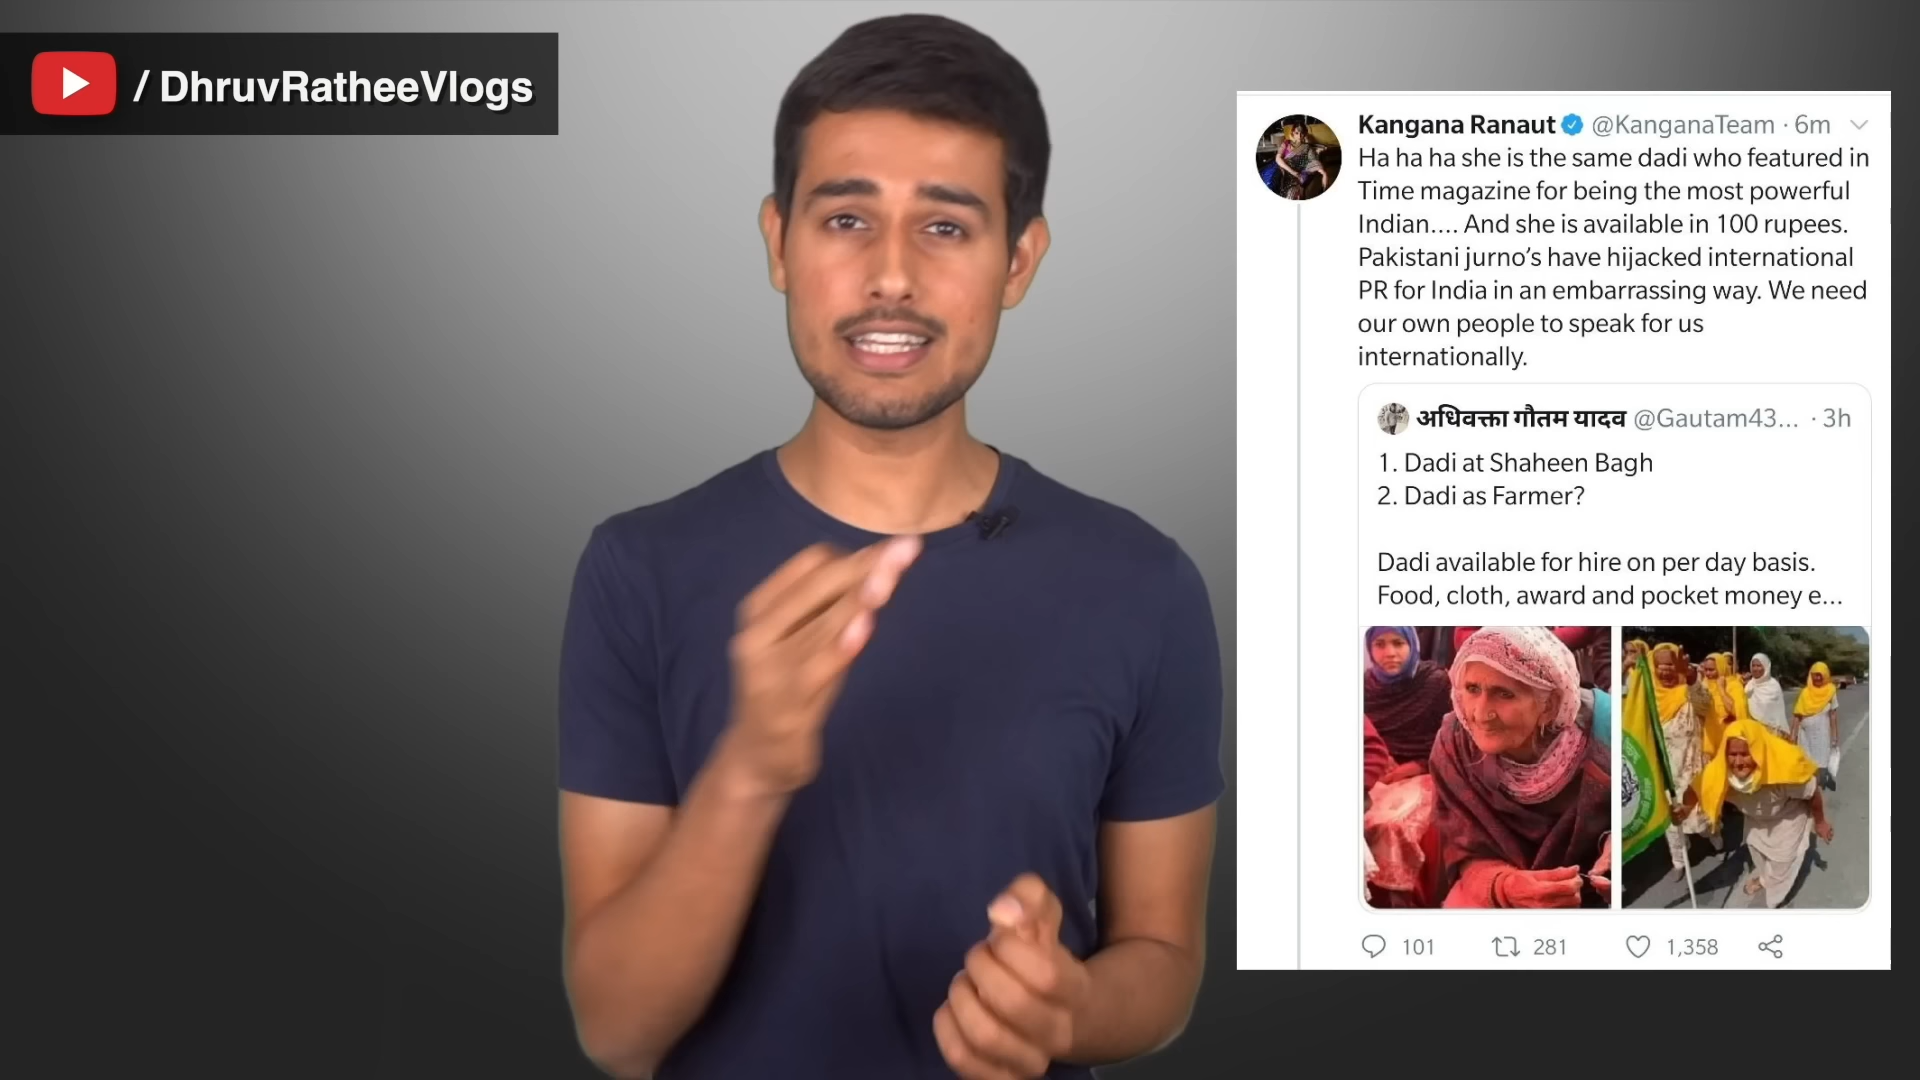 / DhruvRatheeVlogs
Kangana Ranaut @KanganaTeam · 6m
Ha ha ha she is the same dadi who featured in
Time magazine for being the most powerful
Indian.... And she is available in 100 rupees.
Pakistani jurno's have hijacked international
PR for India in an embarrassing way. We need
our own people to speak for us
internationally.
अधिवक्ता गौतम यादव @Gautam43... · 3h
1. Dadi at Shaheen Bagh
2. Dadi as Farmer?
Dadi available for hire on per day basis.
Food, cloth, award and pocket money e...
101 281 1,358